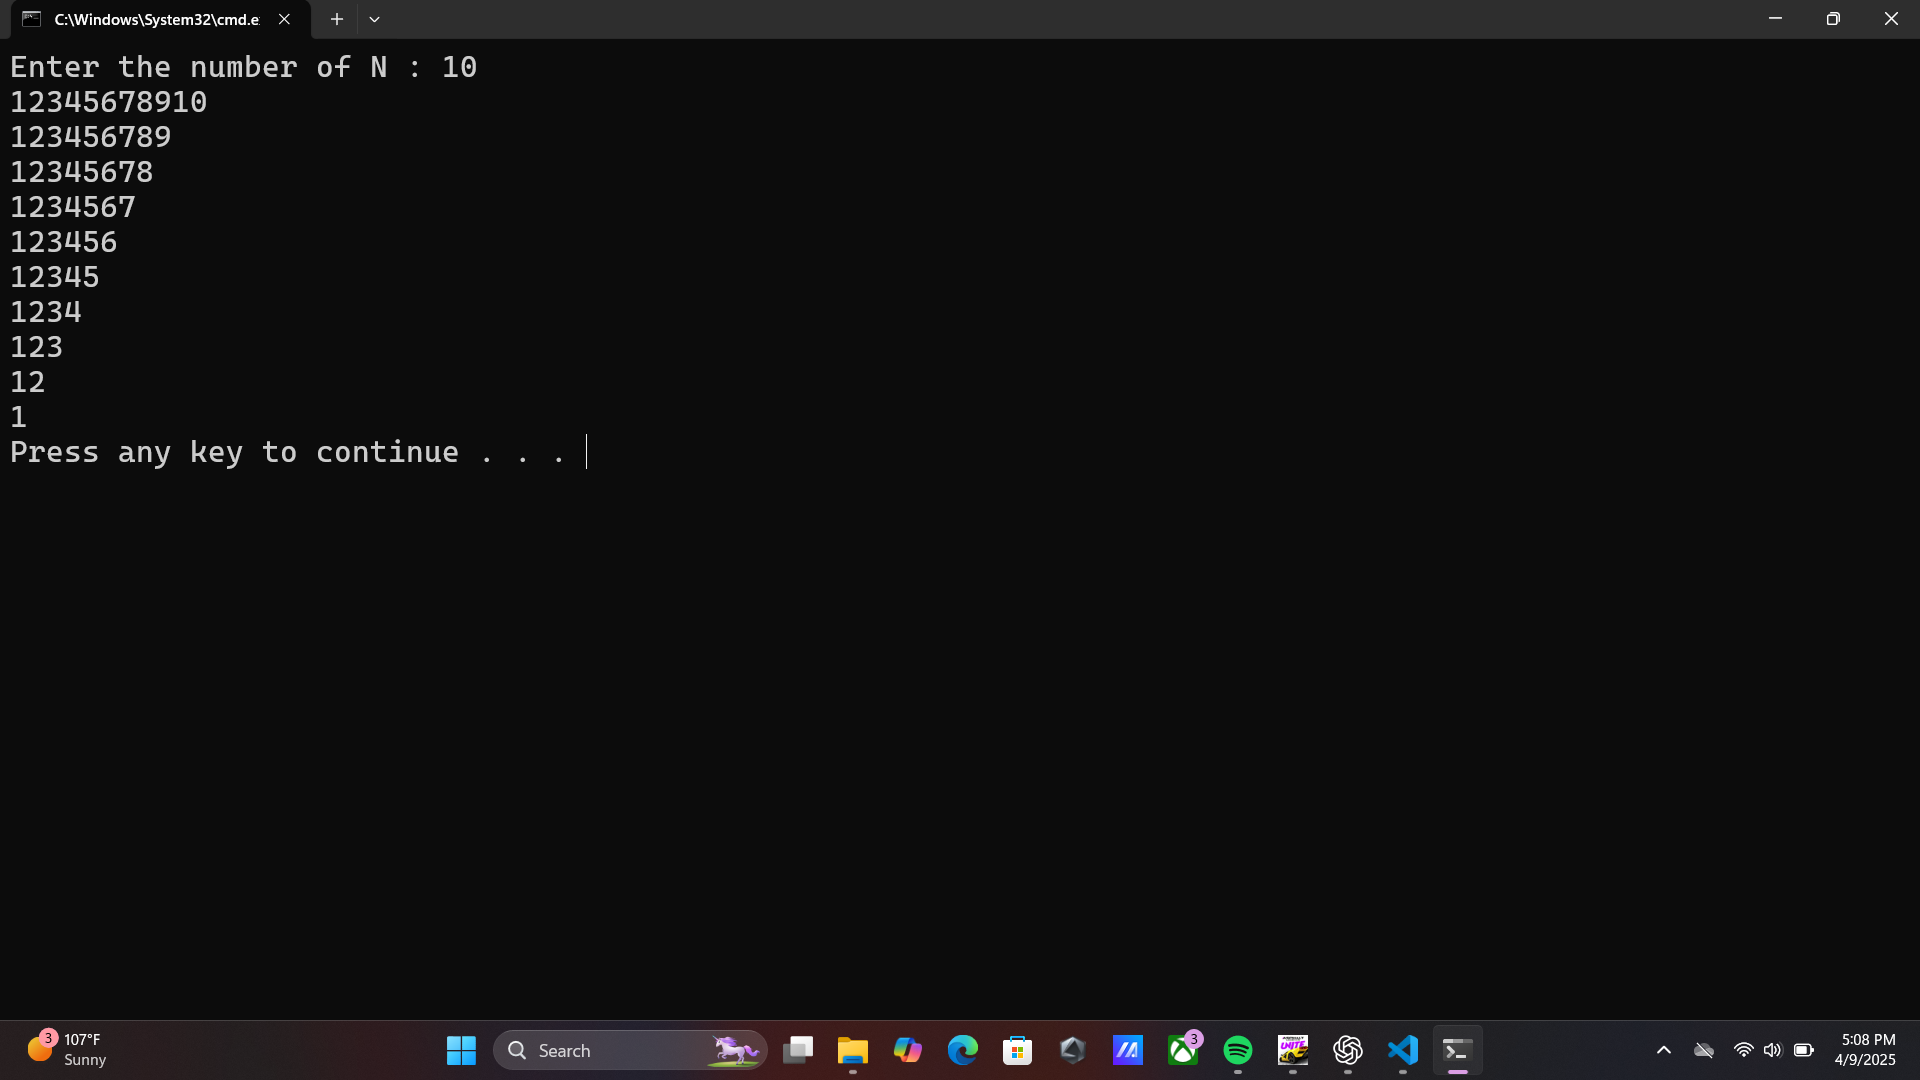 C:\Windows\System32\cmd.e
Enter the number of N : 10
12345678910
123456789
12345678
1234567
123456
12345
1234
123
12
1
Press any key to continue . . .
3
107°F
Sunny
Search
3
UNITE
5:08 PM
4/9/2025